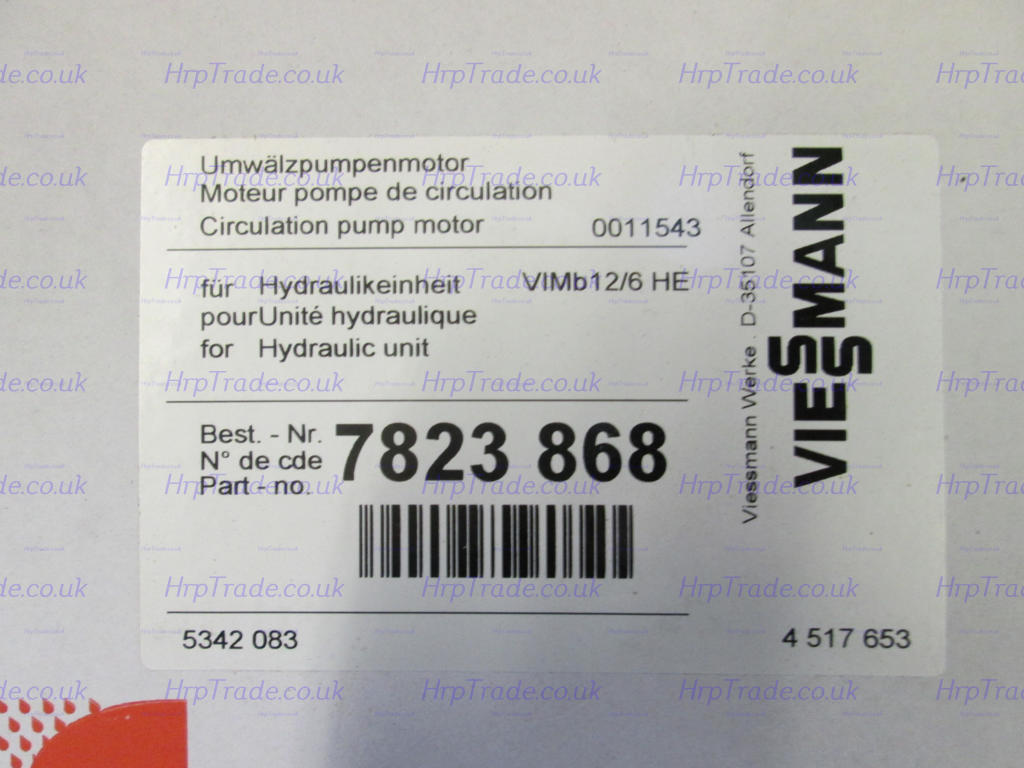 Umwälzpumpenmotor
Moteur pompe de circulation
Circulation pump motor 0011543
für Hydraulikeinheit VIMb12/6 HE
pour Unité hydraulique
for Hydraulic unit
Best. - Nr.
N° de cde
Part - no.
7823 868
5342 083
4 517 653
Viessmann Werke . D-35107 Allendorf
VIESSMANN
HrpTrade.co.uk